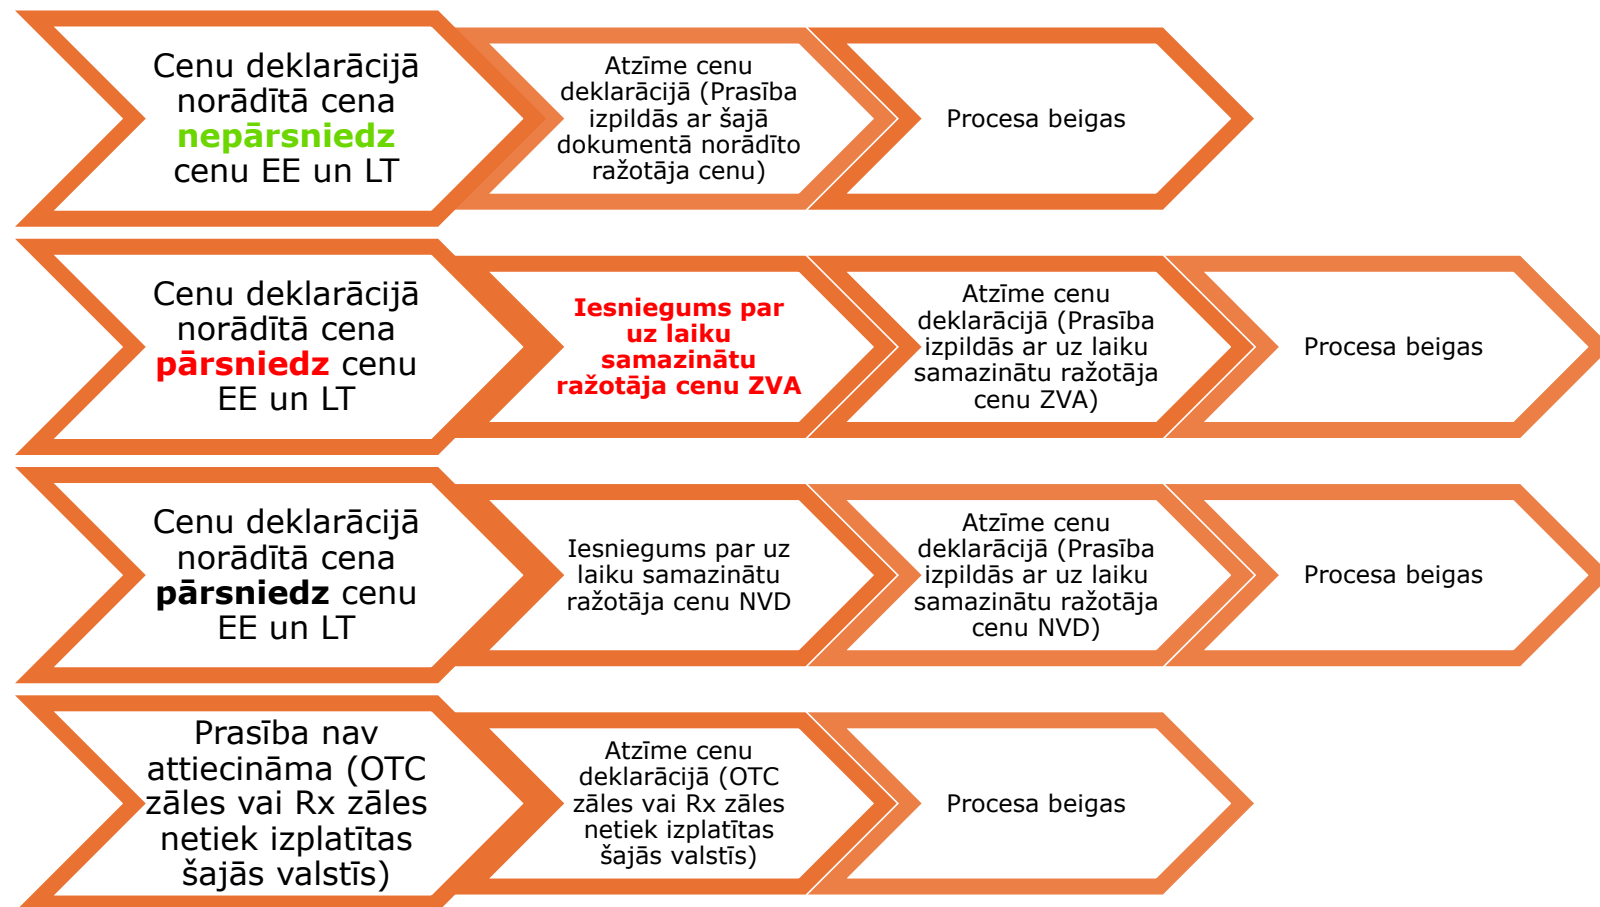 Cenu deklarācijā
norādītā cena
nepārsniedz
cenu EE un LT
Atzīme cenu
deklarācijā (Prasība
izpildās ar šajā
dokumentā norādīto
ražotāja cenu)
Procesa beigas
Cenu deklarācijā
norādītā cena
pārsniedz cenu
EE un LT
Iesniegums par
uz laiku
samazinātu
ražotāja cenu ZVA
Atzīme cenu
deklarācijā (Prasība
izpildās ar uz laiku
samazinātu ražotāja
cenu ZVA)
Procesa beigas
Cenu deklarācijā
norādītā cena
pārsniedz cenu
EE un LT
Iesniegums par uz
laiku samazinātu
ražotāja cenu NVD
Atzīme cenu
deklarācijā (Prasība
izpildās ar uz laiku
samazinātu ražotāja
cenu NVD)
Procesa beigas
Prasība nav
attiecināma (OTC
zāles vai Rx zāles
netiek izplatītas
šajās valstīs)
Atzīme cenu
deklarācijā (OTC
zāles vai Rx zāles
netiek izplatītas
šajās valstīs)
Procesa beigas